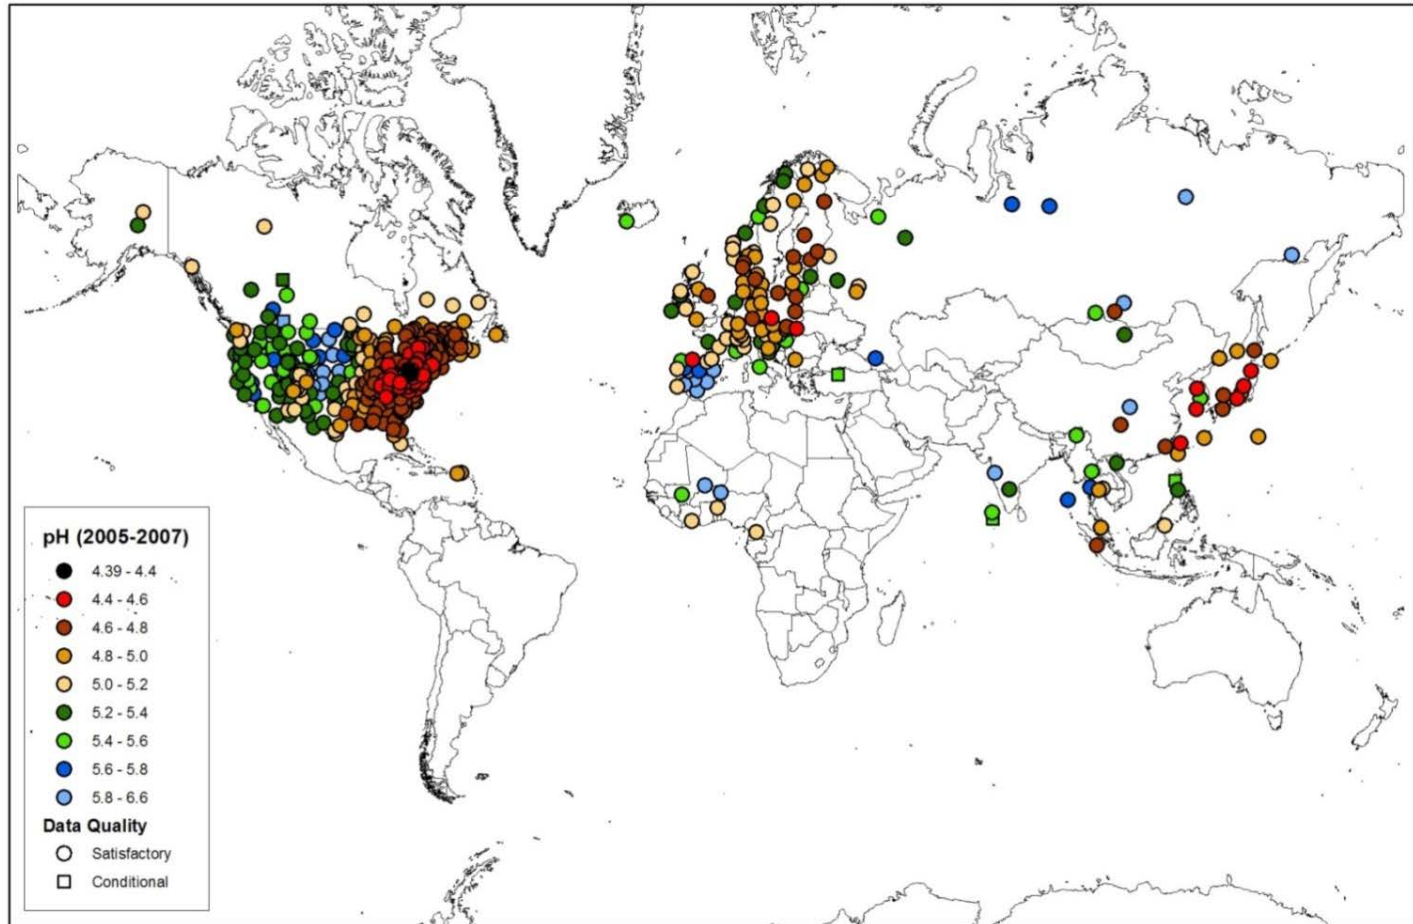 pH (2005-2007)
4.39 - 4.4
4.4 - 4.6
4.6 - 4.8
4.8 - 5.0
5.0 - 5.2
5.2 - 5.4
5.4 - 5.6
5.6 - 5.8
5.8 - 6.6
Data Quality
Satisfactory
Conditional